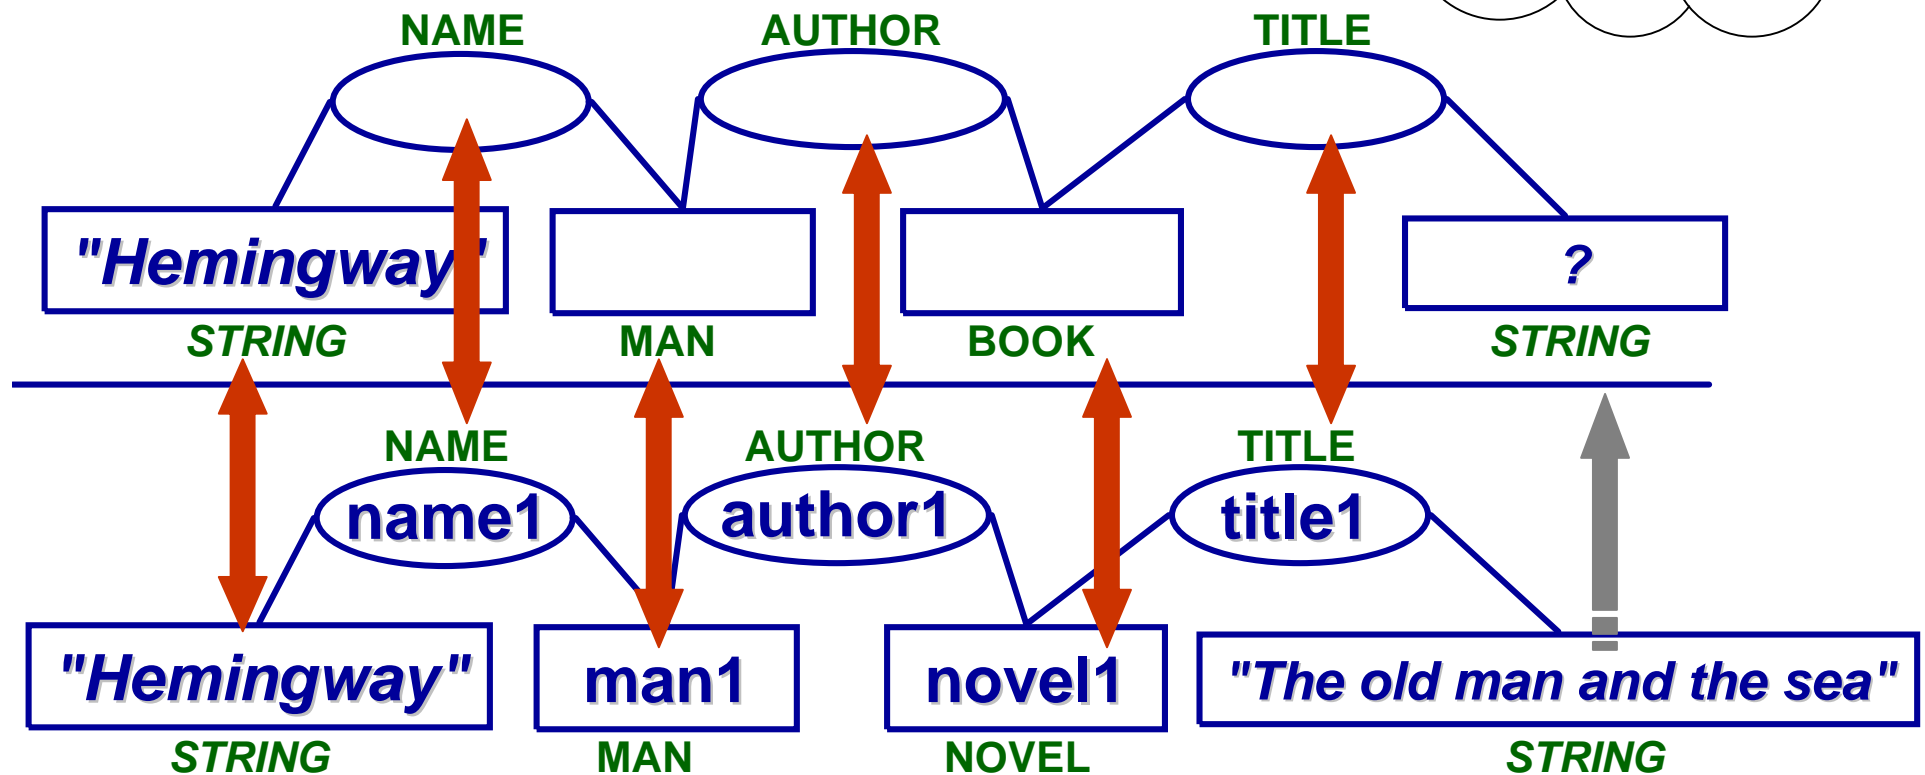 NAME AUTHOR TITLE
"Hemingway" ?
STRING MAN BOOK STRING
NAME AUTHOR TITLE
name1 author1 title1
"Hemingway" man1 novel1 "The old man and the sea"
STRING MAN NOVEL STRING